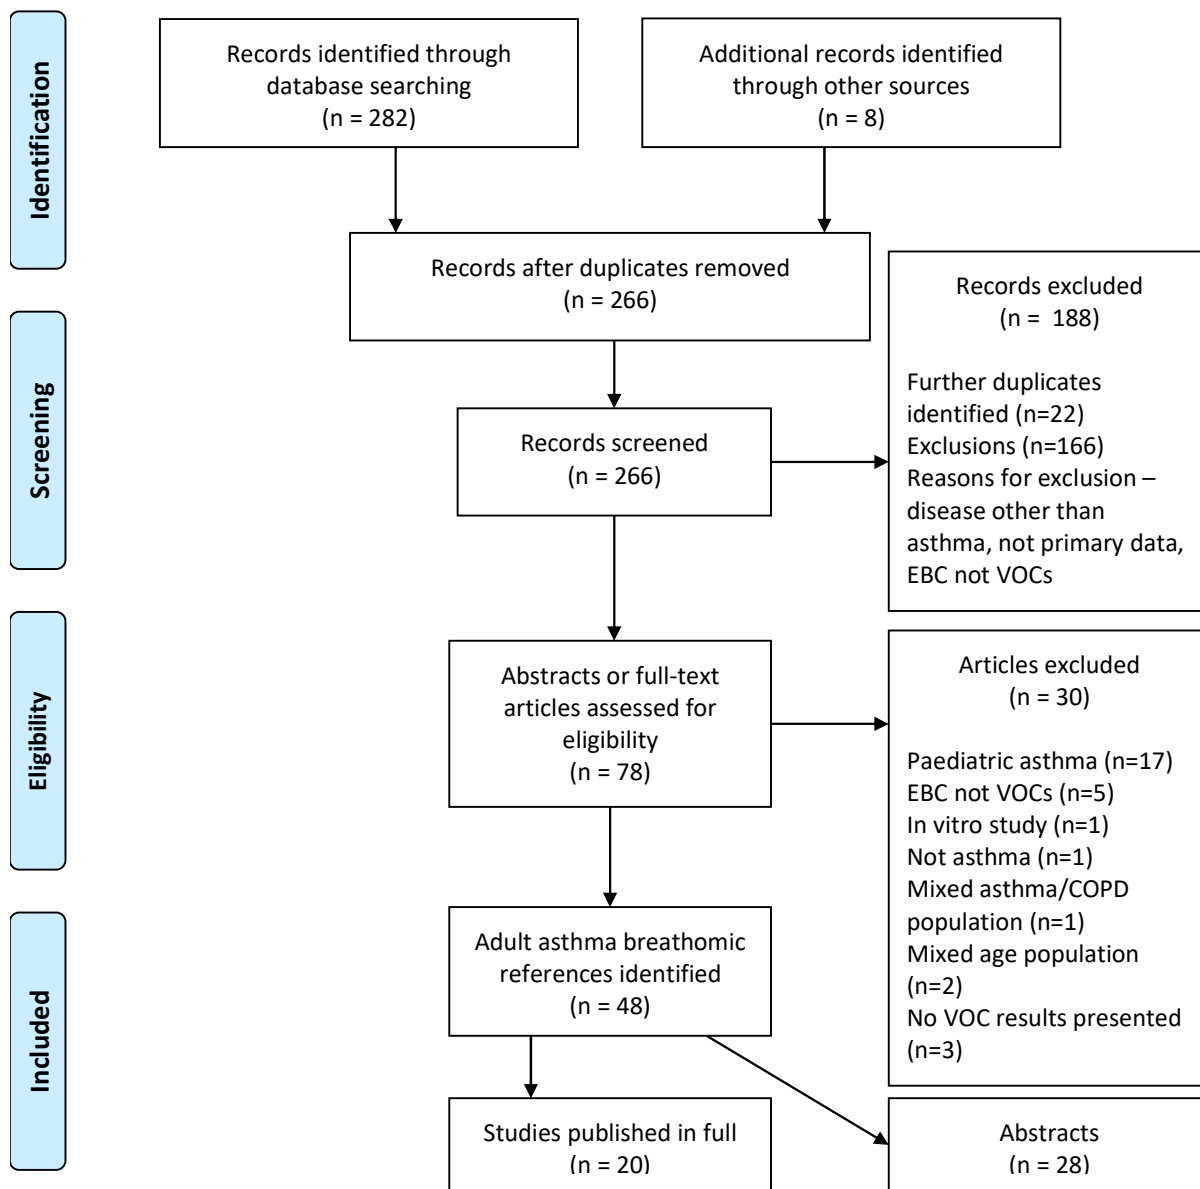 Identification
Records identified through
database searching
(n = 282)
Additional records identified
through other sources
(n = 8)
Records after duplicates removed
(n = 266)
Screening
Records screened
(n = 266)
Records excluded
(n =  188)
Further duplicates
identified (n=22)
Exclusions (n=166)
Reasons for exclusion –
disease other than
asthma, not primary data,
EBC not VOCs
Eligibility
Abstracts or full-text
articles assessed for
eligibility
(n = 78)
Articles excluded
(n = 30)
Paediatric asthma (n=17)
EBC not VOCs (n=5)
In vitro study (n=1)
Not asthma (n=1)
Mixed asthma/COPD
population (n=1)
Mixed age population
(n=2)
No VOC results presented
(n=3)
Included
Adult asthma breathomic
references identified
(n = 48)
Studies published in full
(n = 20)
Abstracts
(n = 28)